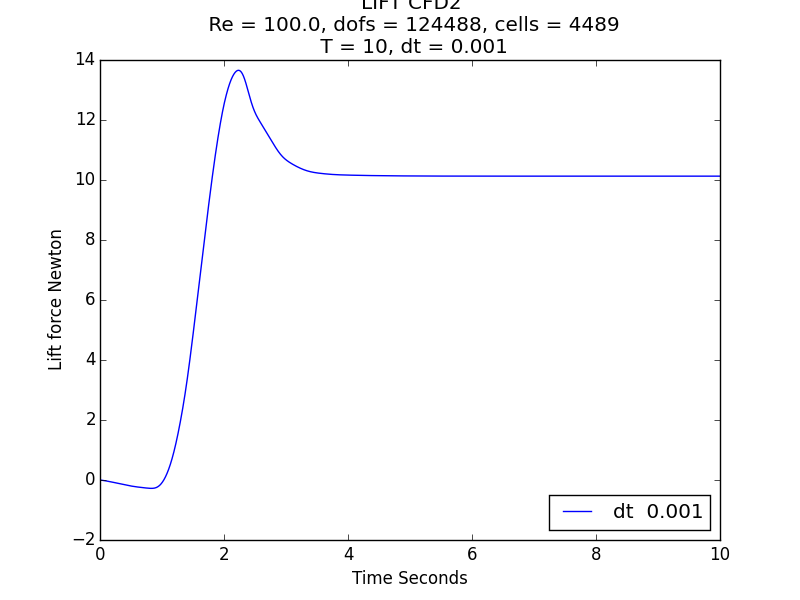 LIFT CFD2
Re = 100.0, dofs = 124488, cells = 4489
T = 10, dt = 0.001
14
12
10
8
6
4
2
0
−2
Lift force Newton
dt 0.001
0 2 4 6 8 10
Time Seconds